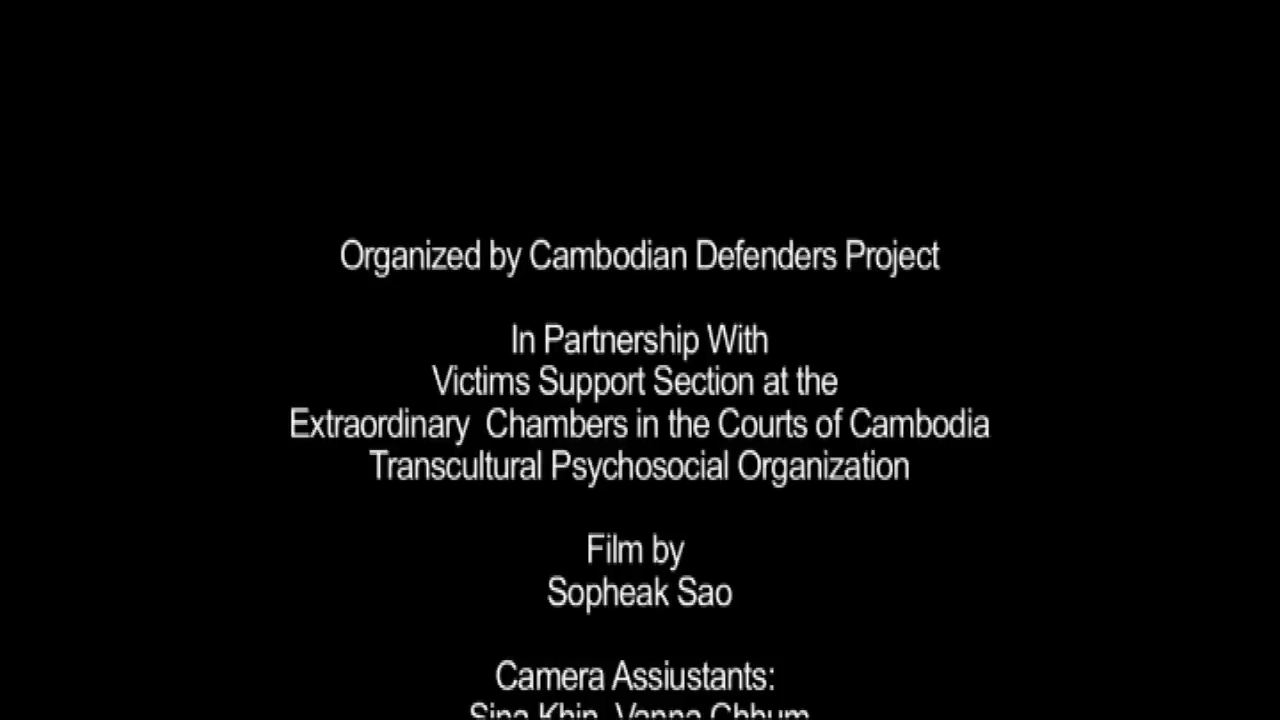 Organized by Cambodian Defenders Project
In Partnership With
Victims Support Section at the
Extraordinary Chambers in the Courts of Cambodia
Transcultural Psychosocial Organization
Film by
Sopheak Sao
Camera Assiustants: